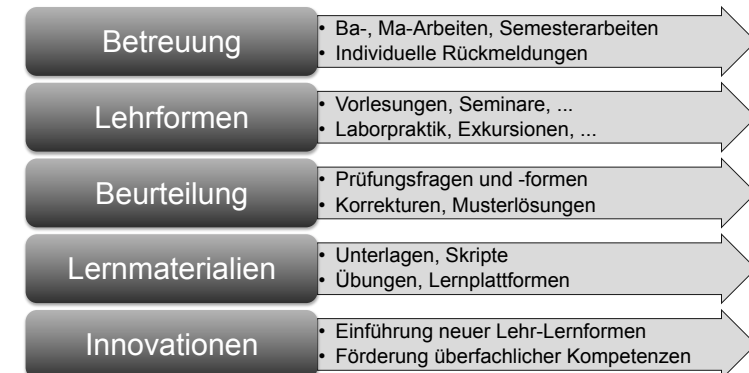 Betreuung
• Ba-, Ma-Arbeiten, Semesterarbeiten
• Individuelle Rückmeldungen
Lehrformen
• Vorlesungen, Seminare, ...
• Laborpraktik, Exkursionen, ...
Beurteilung
• Prüfungsfragen und -formen
• Korrekturen, Musterlösungen
Lernmaterialien
• Unterlagen, Skripte
• Übungen, Lernplattformen
Innovationen
• Einführung neuer Lehr-Lernformen
• Förderung überfachlicher Kompetenzen